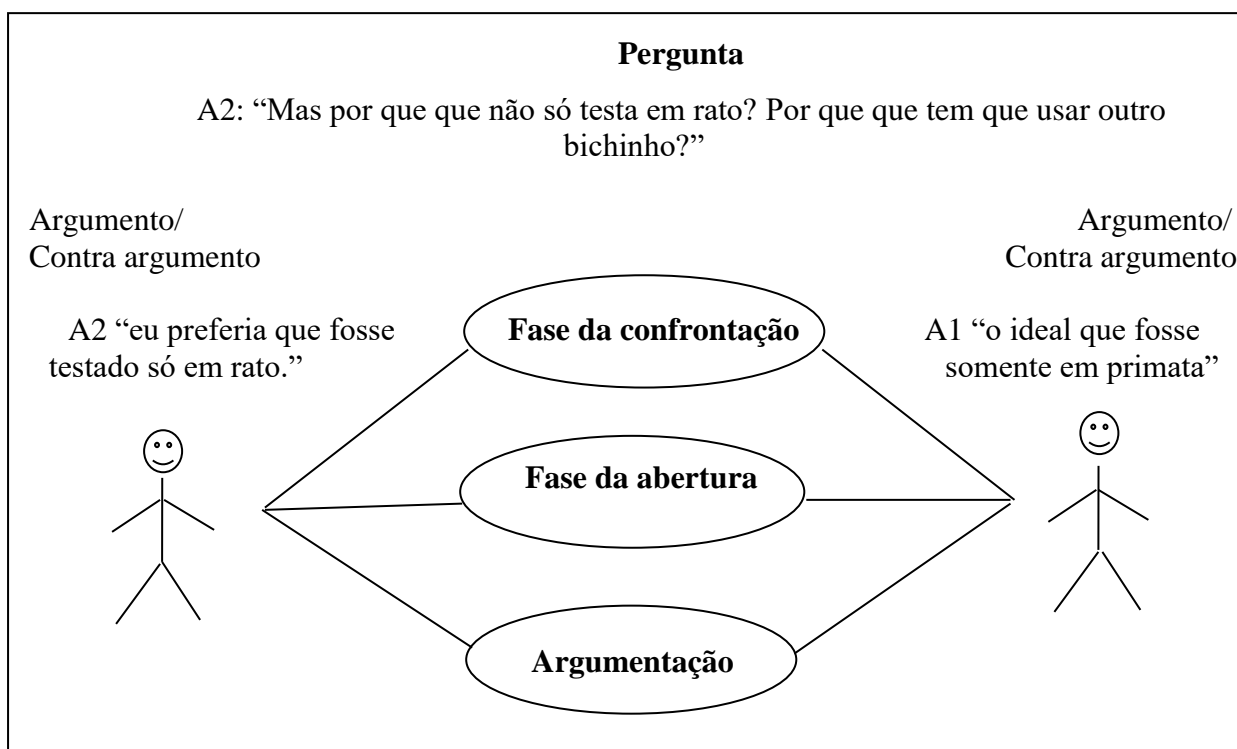 Pergunta
A2: “Mas por que que não só testa em rato? Por que que tem que usar outro
bichinho?”
Argumento/
Contra argumento
Argumento/
Contra argumento
A2 “eu preferia que fosse
testado só em rato.”
Fase da confrontação
A1 “o ideal que fosse
somente em primata”
Fase da abertura
Argumentação